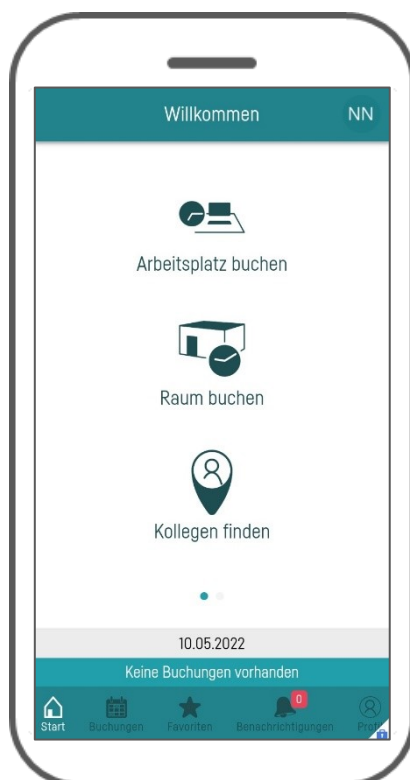 Willkommen
NN
Arbeitsplatz buchen
Raum buchen
Kollegen finden
10.05.2022
Keine Buchungen vorhanden
0
Start
Buchungen
Favoriten
Benachrichtigungen